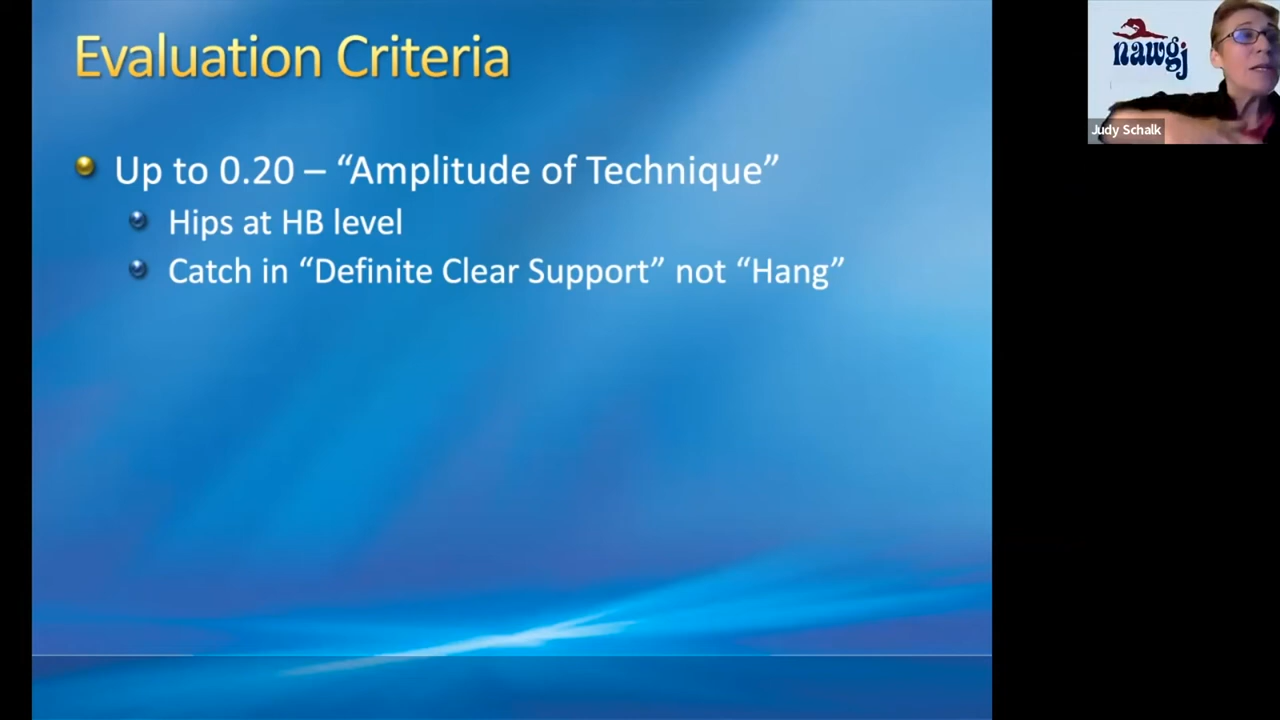 Evaluation Criteria
Up to 0.20 – “Amplitude of Technique”
Hips at HB level
Catch in “Definite Clear Support” not “Hang”
nawgj
Judy Schalk